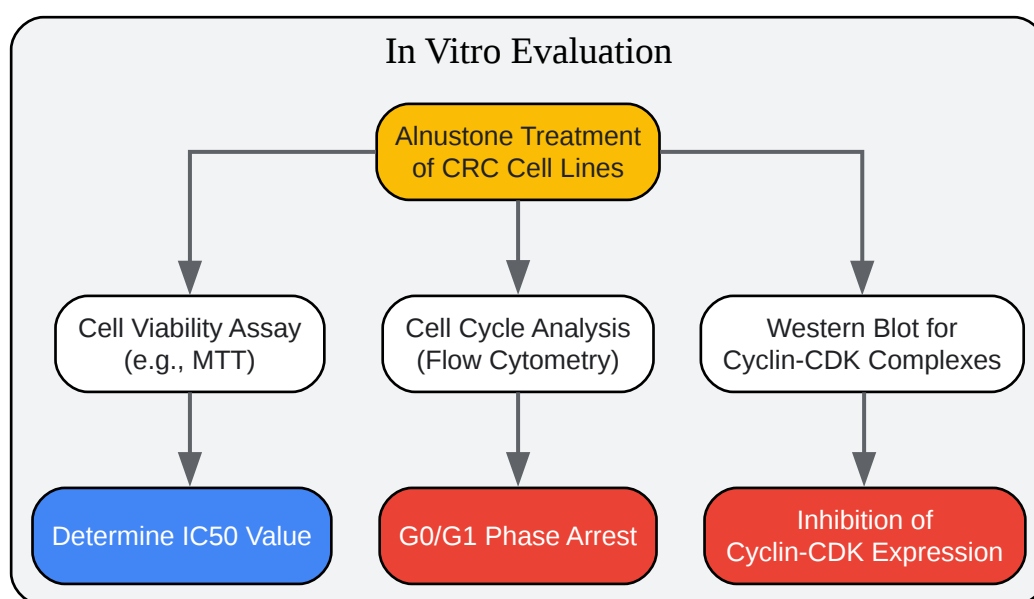 In Vitro Evaluation
Alnustone Treatment
of CRC Cell Lines
Cell Viability Assay
(e.g., MTT)
Cell Cycle Analysis
(Flow Cytometry)
Western Blot for
Cyclin-CDK Complexes
Determine IC50 Value
G0/G1 Phase Arrest
Inhibition of
Cyclin-CDK Expression